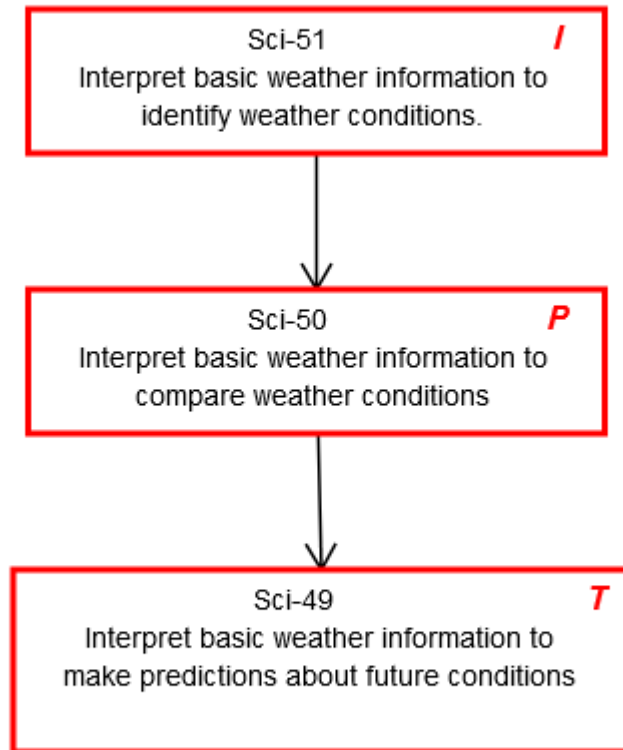 Sci-51 I
Interpret basic weather information to
identify weather conditions.
Sci-50 P
Interpret basic weather information to
compare weather conditions
Sci-49 T
Interpret basic weather information to
make predictions about future conditions